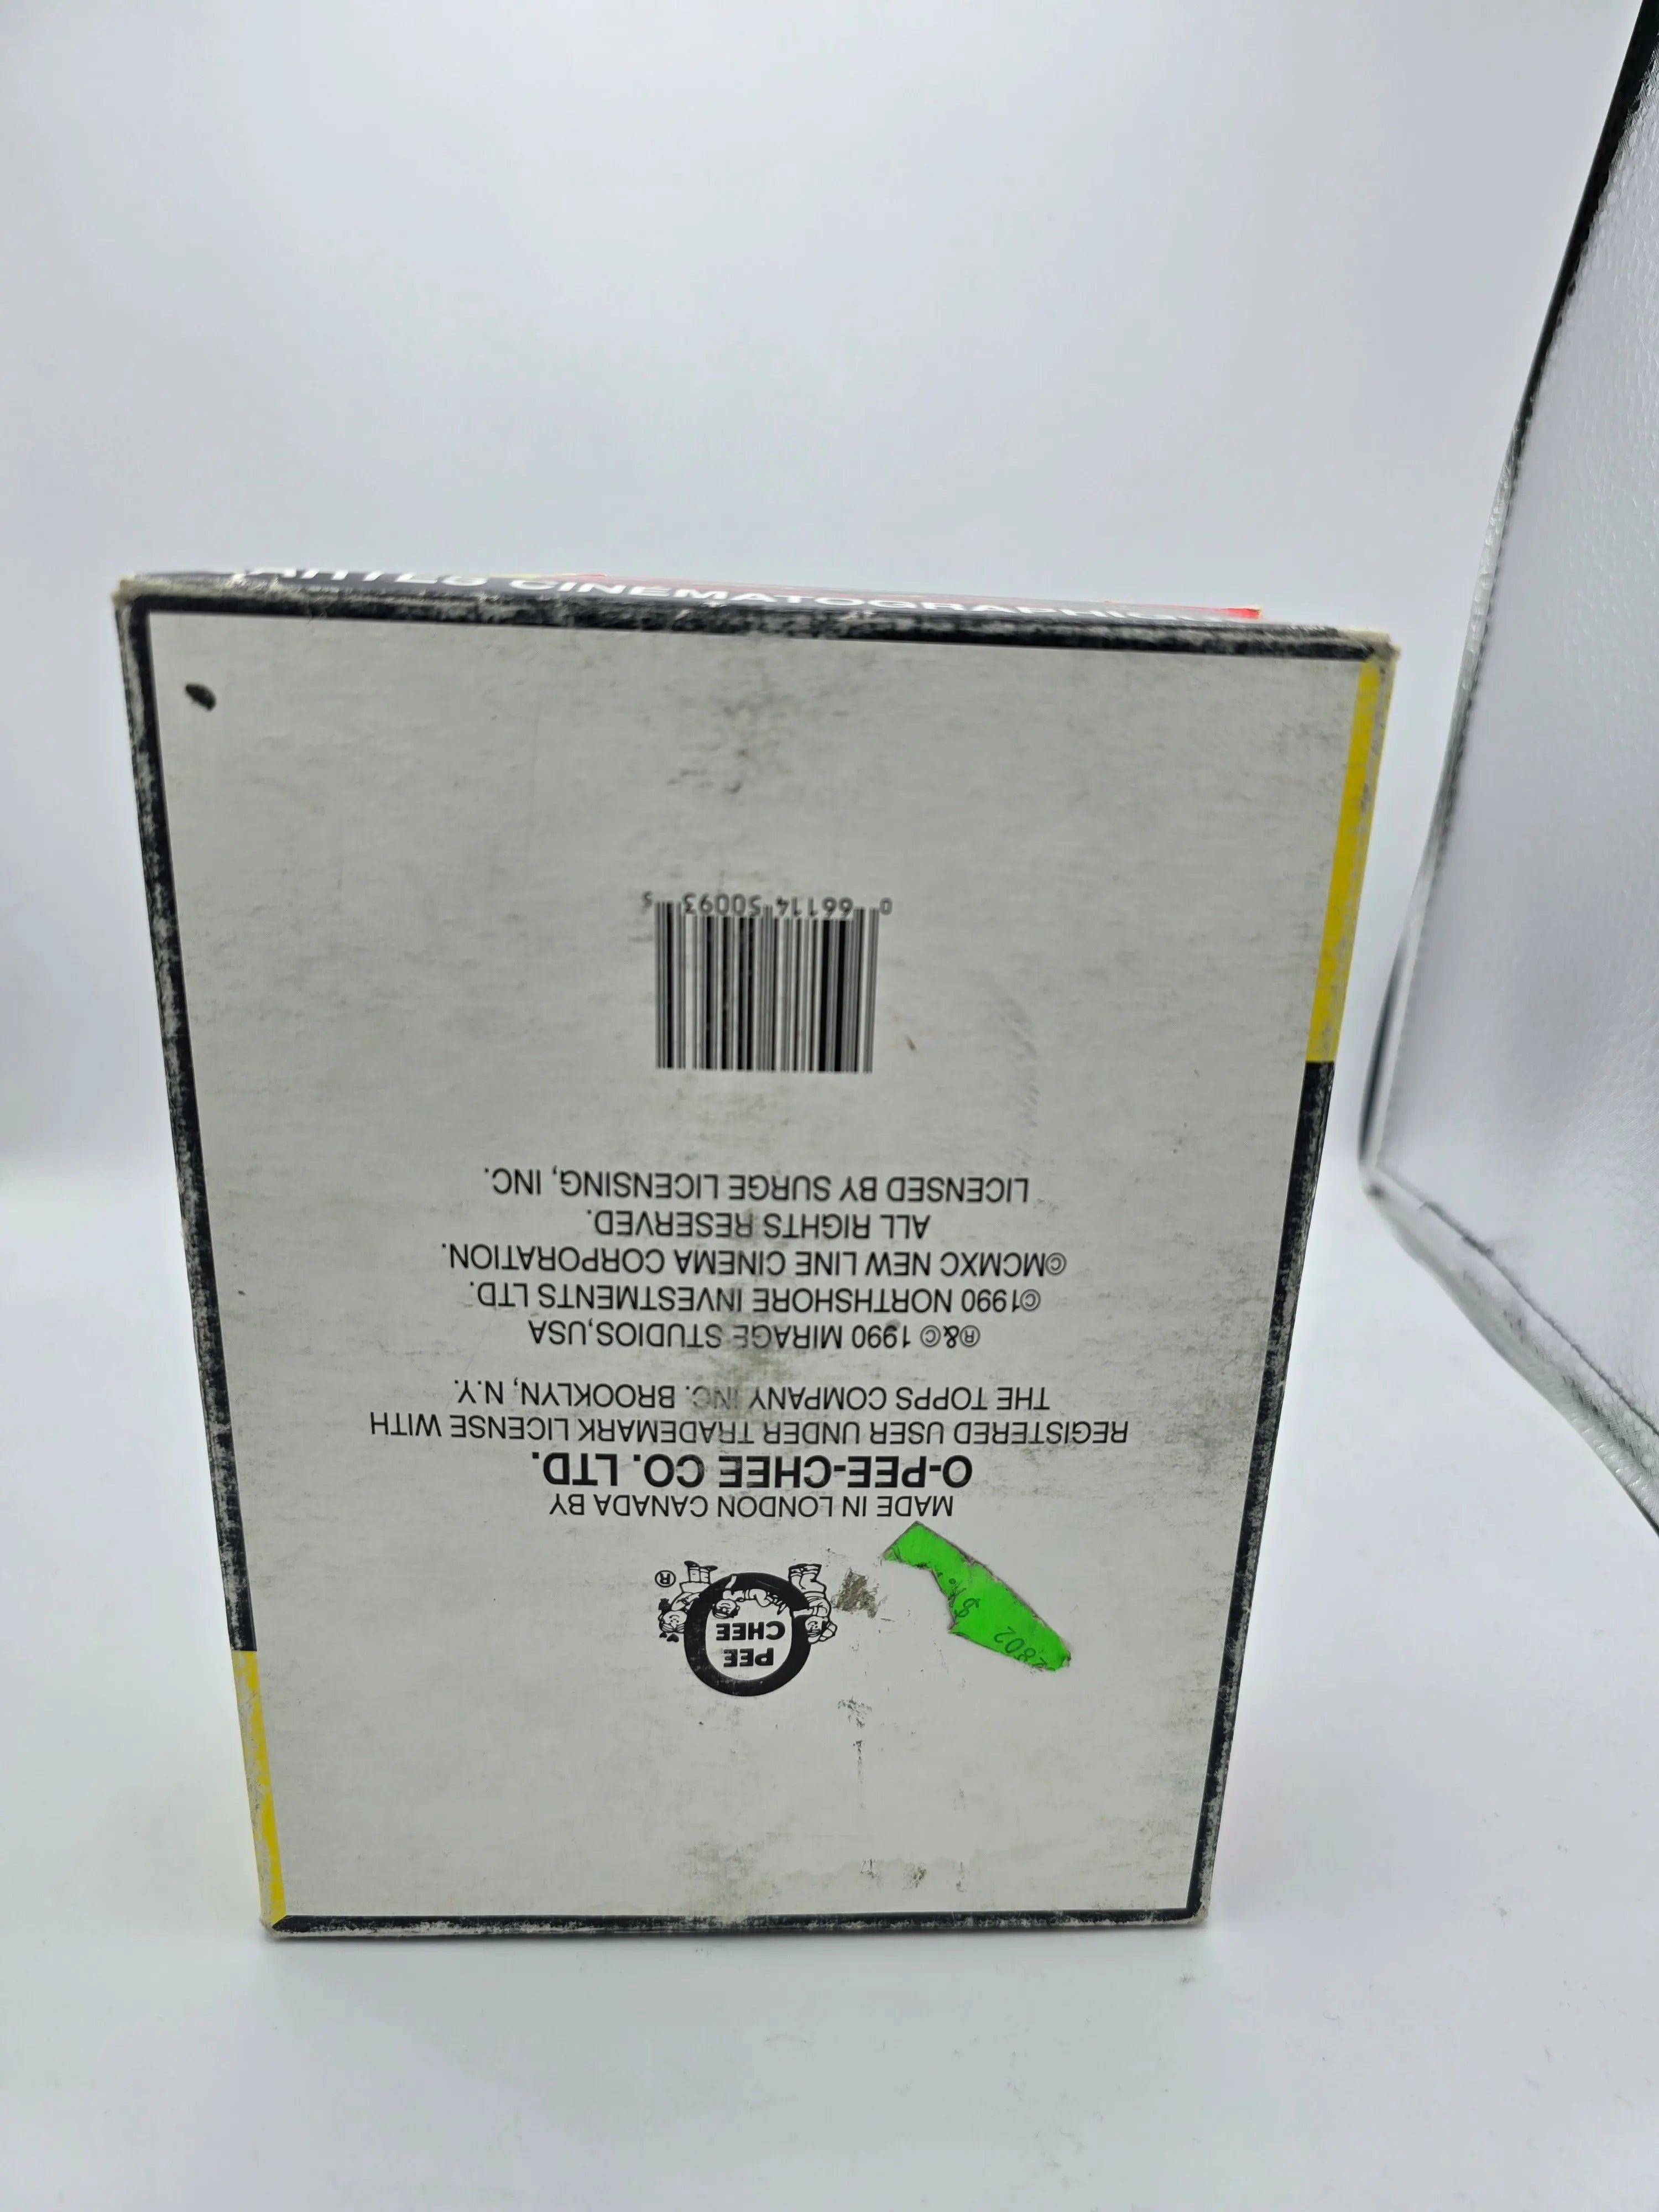 PEE
CHEE
®
2802
MADE IN LONDON CANADA BY
O-PEE-CHEE CO. LTD.
REGISTERED USER UNDER TRADEMARK LICENSE WITH
THE TOPPS COMPANY INC. BROOKLYN, N.Y.
®&© 1990 MIRAGE STUDIOS,USA
©1990 NORTHSHORE INVESTMENTS LTD.
©MCMXC NEW LINE CINEMA CORPORATION.
ALL RIGHTS RESERVED.
LICENSED BY SURGE LICENSING, INC.
0 66114 50093 5
CINEMATOGRAPHIQU